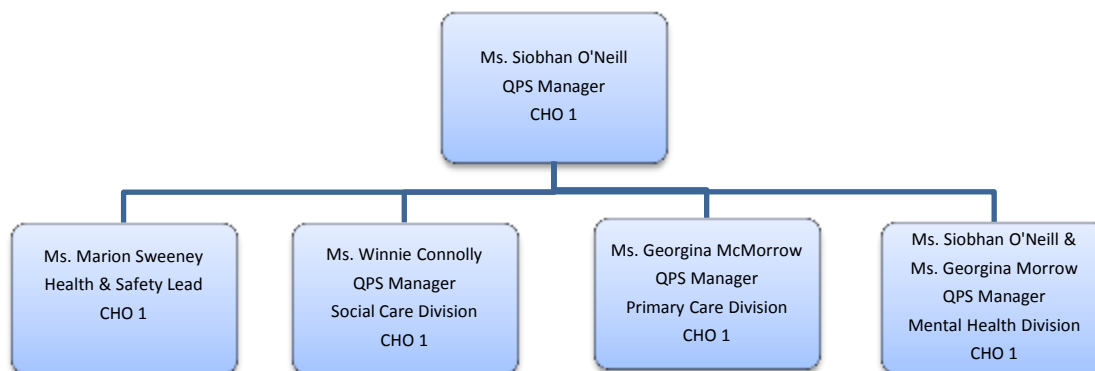 Ms. Siobhan O'Neill
QPS Manager
CHO 1
Ms. Marion Sweeney
Health & Safety Lead
CHO 1
Ms. Winnie Connolly
QPS Manager
Social Care Division
CHO 1
Ms. Georgina McMorrow
QPS Manager
Primary Care Division
CHO 1
Ms. Siobhan O'Neill &
Ms. Georgina Morrow
QPS Manager
Mental Health Division
CHO 1